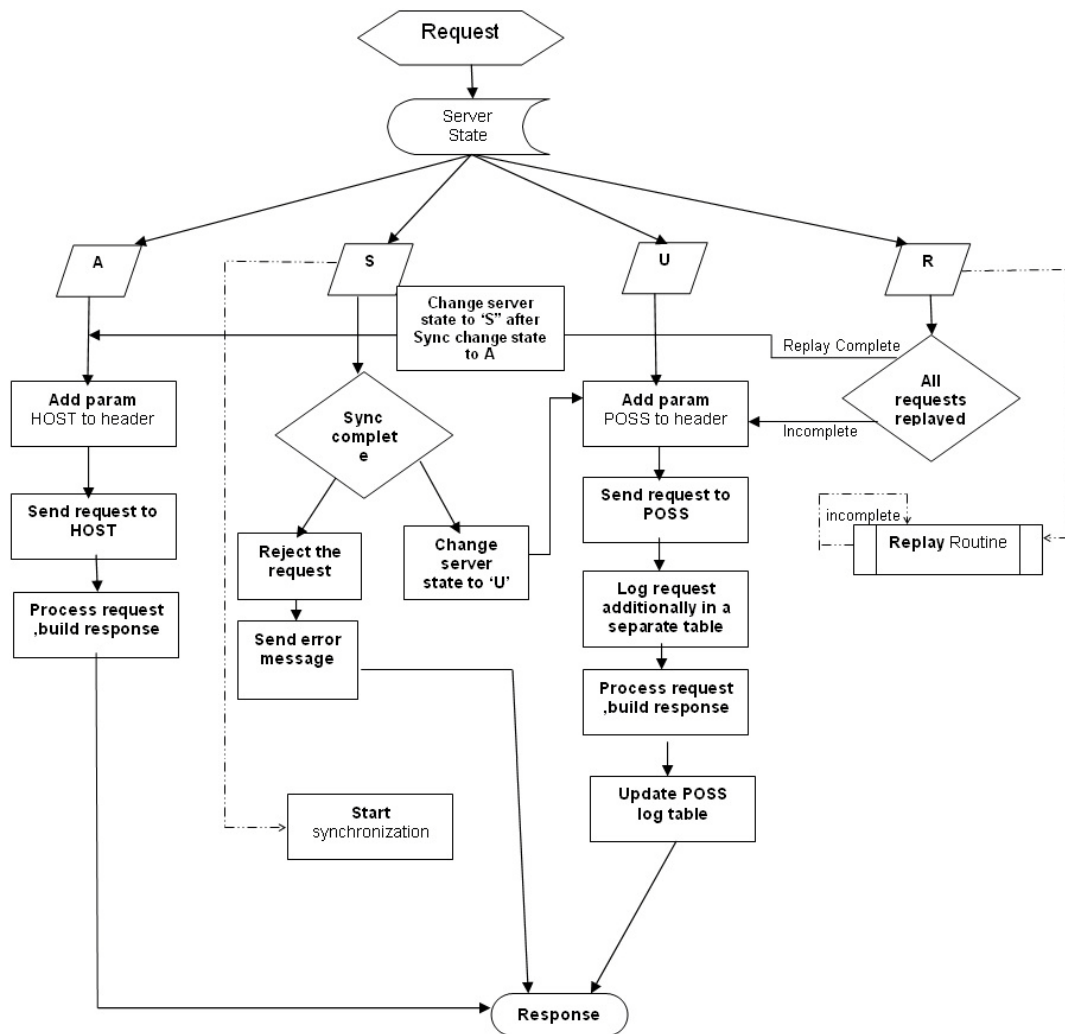 Request
Server
State
A
S
U
R
Change server
state to ‘S” after
Sync change state
to A
Replay Complete
All
requests
replayed
Add param
HOST to header
Sync
complet
e
Add param
POSS to header
Incomplete
Send request to
HOST
Reject the
request
Change
server
state to ‘U’
Send request to
POSS
incomplete
Replay Routine
Process request
,build response
Send error
message
Log request
additionally in a
separate table
Process request
,build response
Start
synchronization
Update POSS
log table
Response